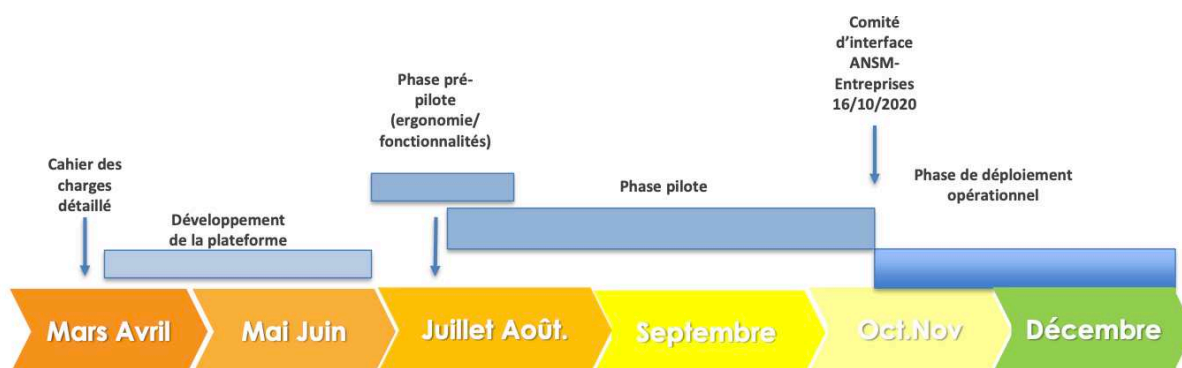 Comité
d'interface
ANSM-
Entreprises
16/10/2020
Phase pré-
pilote
(ergonomie/
fonctionnalités)
Cahier des
charges
détaillé
Développement
de la plateforme
Phase pilote
Phase de déploiement
opérationnel
Mars Avril
Mai Juin
Juillet Août.
Septembre
Oct.Nov
Décembre